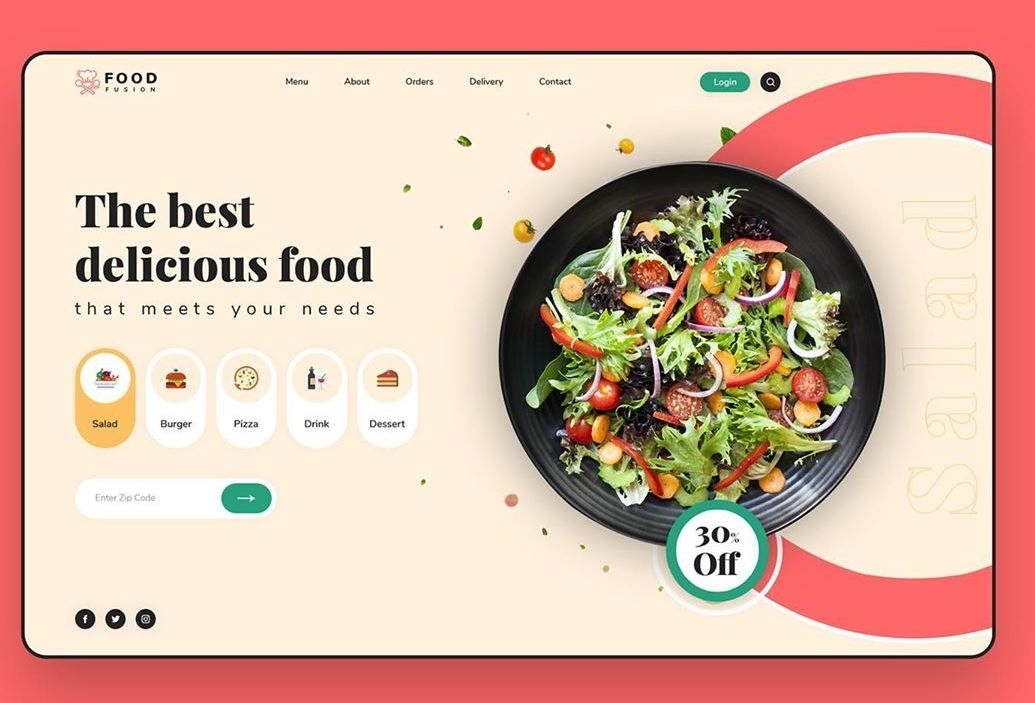 FOOD
FUSION
Menu
About
Orders
Delivery
Contact
Login
The best
delicious food
that meets your needs
Salad
Burger
Pizza
Drink
Dessert
Enter Zip Code
30%
Off
Salad